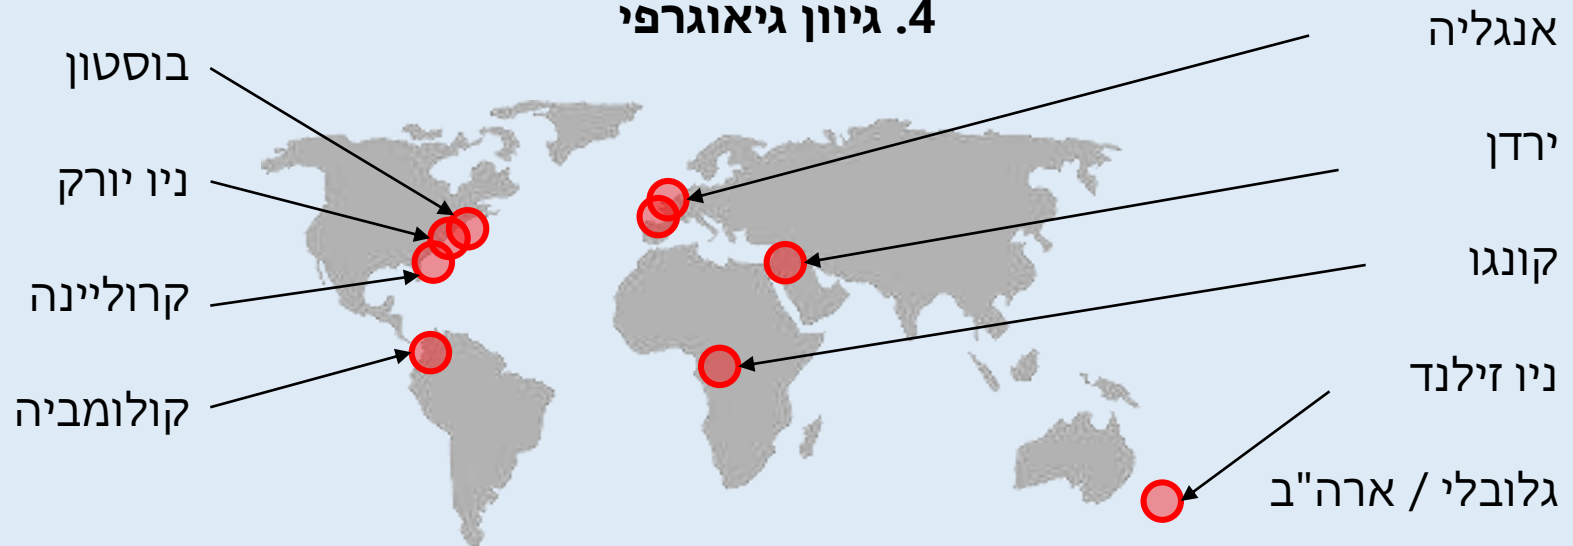 4. גיוון גיאוגרפי
אנגליה
ירדן
קונגו
ניו זילנד
גלובלי / ארה"ב
בוסטון
ניו יורק
קרוליינה
קולומביה